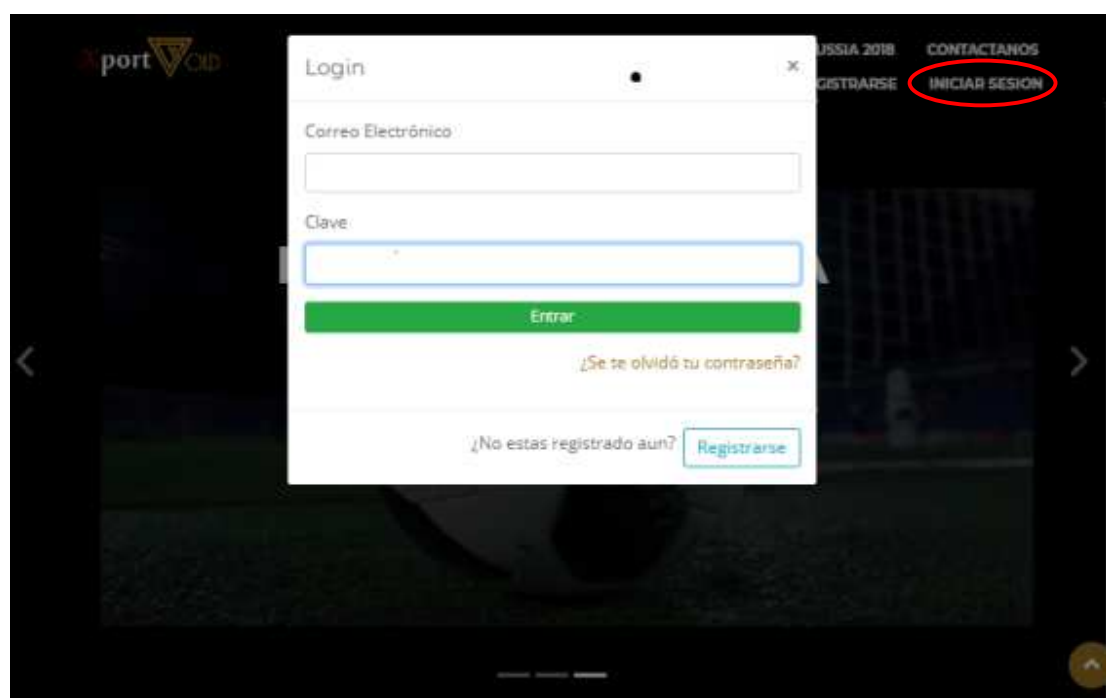 port
Login
×
USSIA 2018
CONTACTANOS
GISTRARSE
INICIAR SESION
Correo Electrónico
Clave
Entrar
¿Se te olvidó tu contraseña?
¿No estas registrado aun?
Registrarse